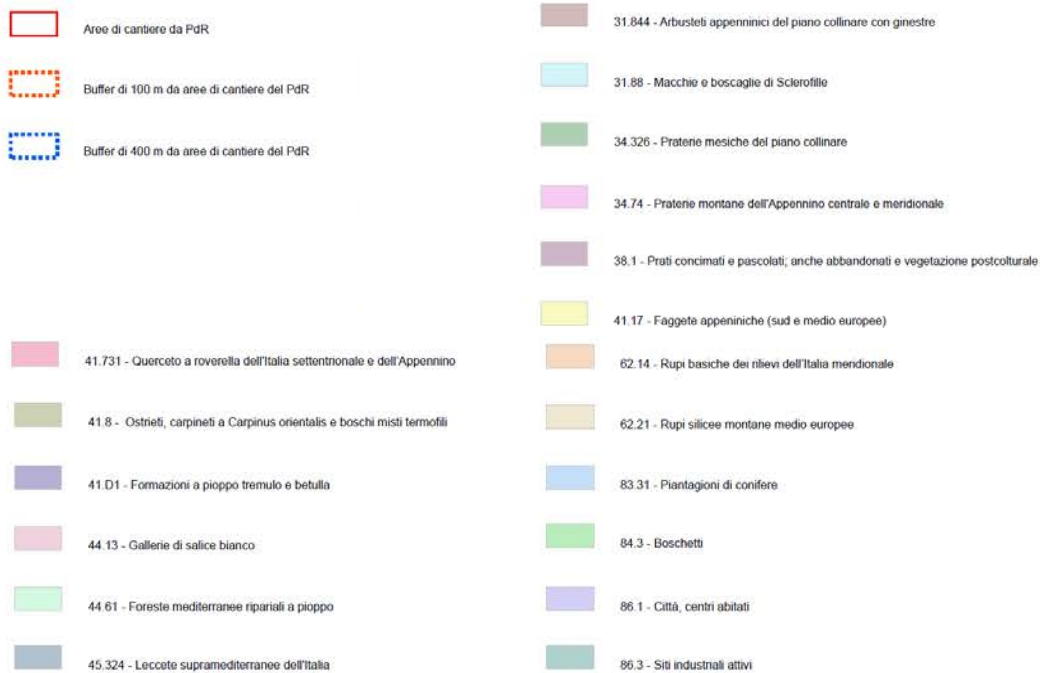 Aree di cantiere da PdR
Buffer di 100 m da aree di cantiere del PdR
Buffer di 400 m da aree di cantiere del PdR
31.844 - Arbusteti appenninici del piano collinare con ginestre
31.88 - Macchie e boscaglie di Sclerofille
34.326 - Praterie mesiche del piano collinare
34.74 - Praterie montane dell'Appennino centrale e meridionale
38.1 - Prati concimati e pascolati; anche abbandonati e vegetazione postcolturale
41.17 - Faggete appeniniche (sud e medio europee)
41.731 - Querceto a roverella dell'Italia settentrionale e dell'Appennino
41.8 - Ostrieti, carpineti a Carpinus orientalis e boschi misti termofili
41.D1 - Formazioni a pioppo tremulo e betulla
44.13 - Gallerie di salice bianco
44.61 - Foreste mediterranee ripariali a pioppo
45.324 - Leccete supramediterranee dell'Italia
62.14 - Rupi basiche dei rilievi dell'Italia meridionale
62.21 - Rupi silicee montane medio europee
83.31 - Piantagioni di conifere
84.3 - Boschetti
86.1 - Città, centri abitati
86.3 - Siti industriali attivi